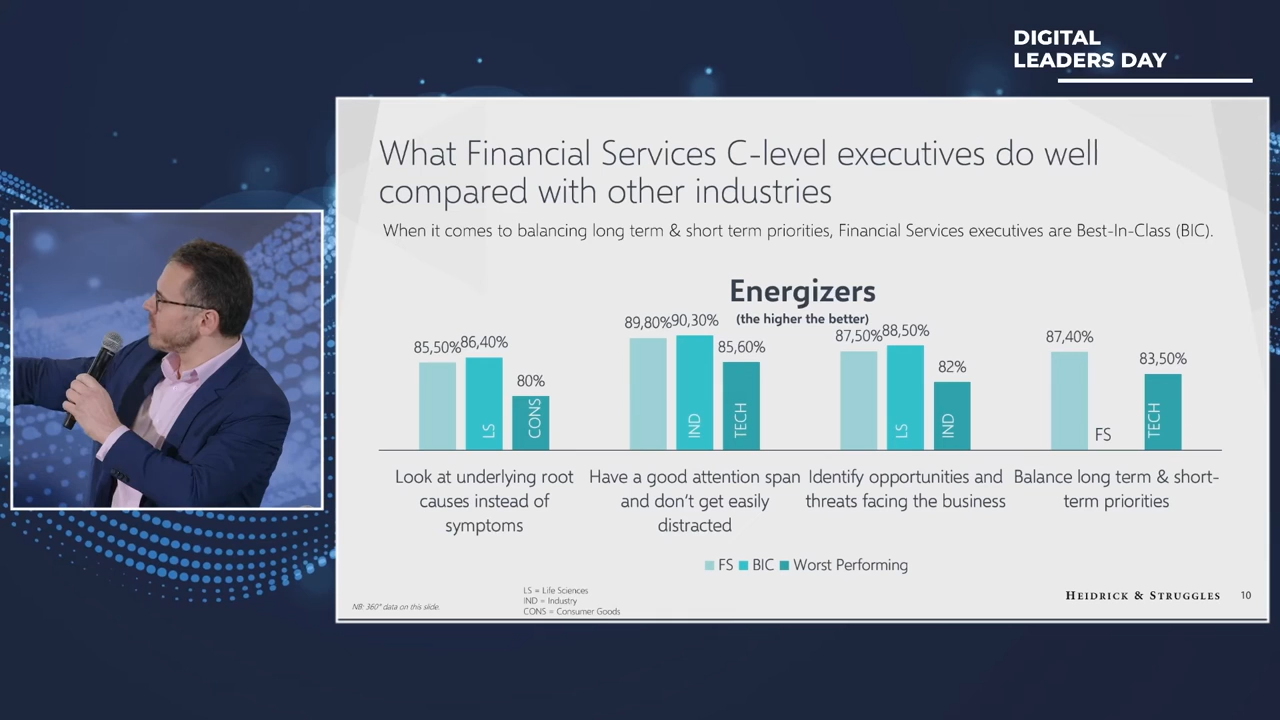 DIGITAL
LEADERS DAY
What Financial Services C-level executives do well
compared with other industries
When it comes to balancing long term & short term priorities, Financial Services executives are Best-In-Class (BIC).
Energizers
(the higher the better)
85,50% 86,40% 80%
89,80% 90,30% 85,60%
87,50% 88,50% 82%
87,40% 83,50%
LS CONS IND TECH LS IND FS TECH
Look at underlying root
causes instead of
symptoms
Have a good attention span
and don't get easily
distracted
Identify opportunities and
threats facing the business
Balance long term & short-
term priorities
FS BIC Worst Performing
NB: 360° data on this slide.
LS = Life Sciences
IND = Industry
CONS = Consumer Goods
HEIDRICK & STRUGGLES 10